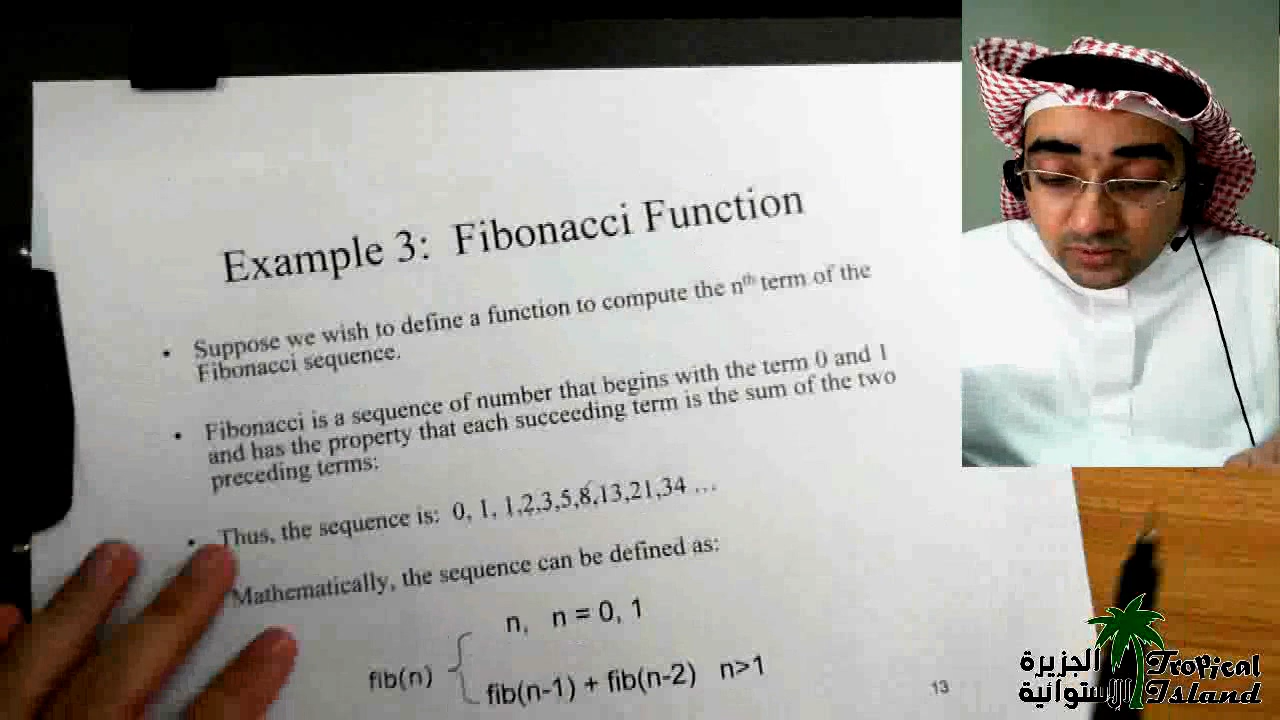 Example 3: Fibonacci Function
• Suppose we wish to define a function to compute the nth term of the
Fibonacci sequence.
• Fibonacci is a sequence of number that begins with the term 0 and 1
and has the property that each succeeding term is the sum of the two
preceding terms:
• Thus, the sequence is: 0, 1, 1,2,3,5,8,13,21,34 ...
Mathematically, the sequence can be defined as:
n, n = 0, 1
fib(n)
fib(n-1) + fib(n-2) n>1
13
الجزيرة
الإستوائية
Tropical
Island